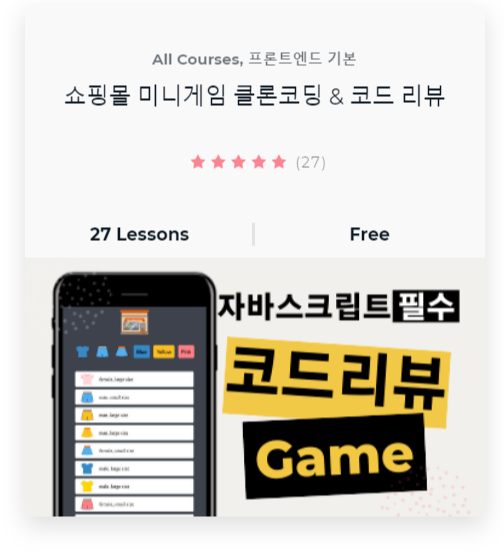 All Courses, 프론트엔드 기본
쇼핑몰 미니게임 클론코딩 & 코드 리뷰
(27)
27 Lessons
Free
자바스크립트 필수
코드리뷰
Game
Blue
Yellow
Pink
female, large size
male, small size
male, large size
male, large size
female, small size
male, large size
male, large size
female, small size